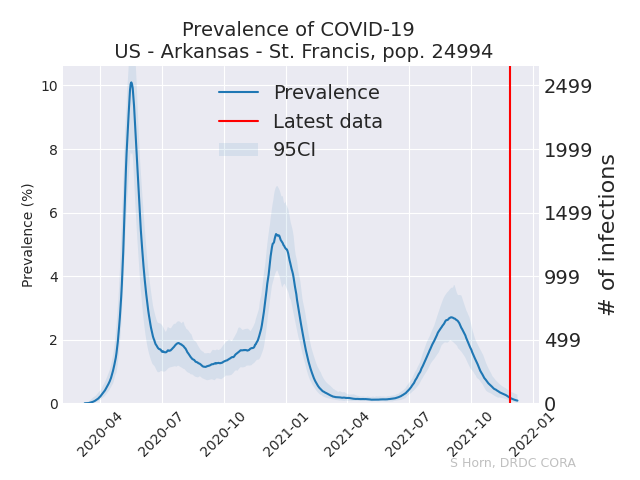 Prevalence of COVID-19
US - Arkansas - St. Francis, pop. 24994
Prevalence
Latest data
95CI
Prevalence (%)
10
8
6
4
2
0
2499
1999
1499
999
499
0
# of infections
2020-04
2020-07
2020-10
2021-01
2021-04
2021-07
2021-10
2022-01
S Horn, DRDC CORA